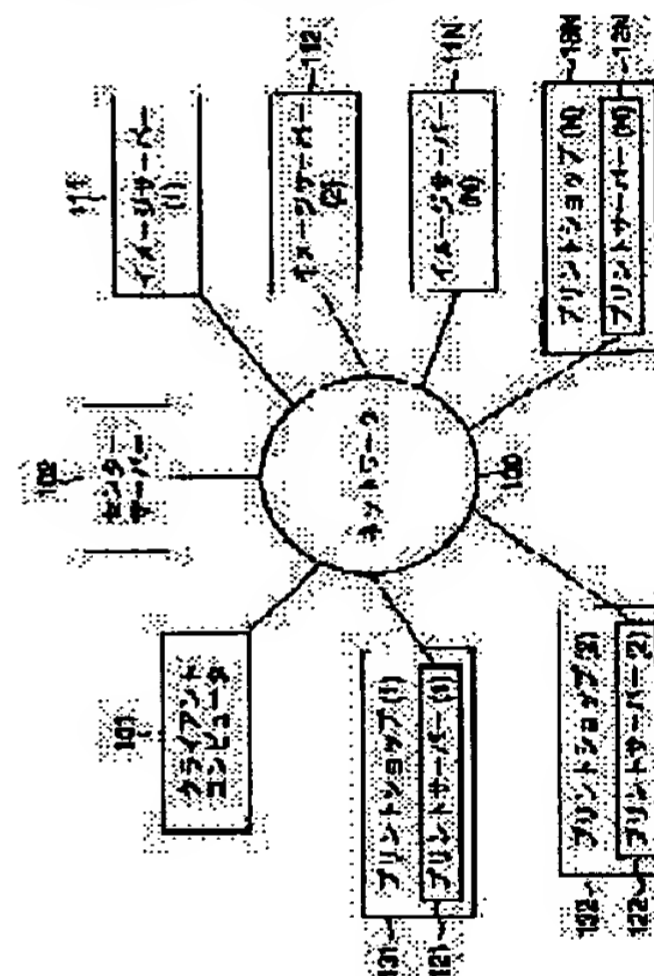 101
クライアント
コンピュータ
102
センター
サーバー
111
イメージサーバー
(1)
112
イメージサーバー
(2)
11N
イメージサーバー
(N)
ネットワーク
100
131
プリントショップ(1)
121
プリントサーバー(1)
132
プリントショップ(2)
122
プリントサーバー(2)
13N
プリントショップ(N)
12N
プリントサーバー(N)